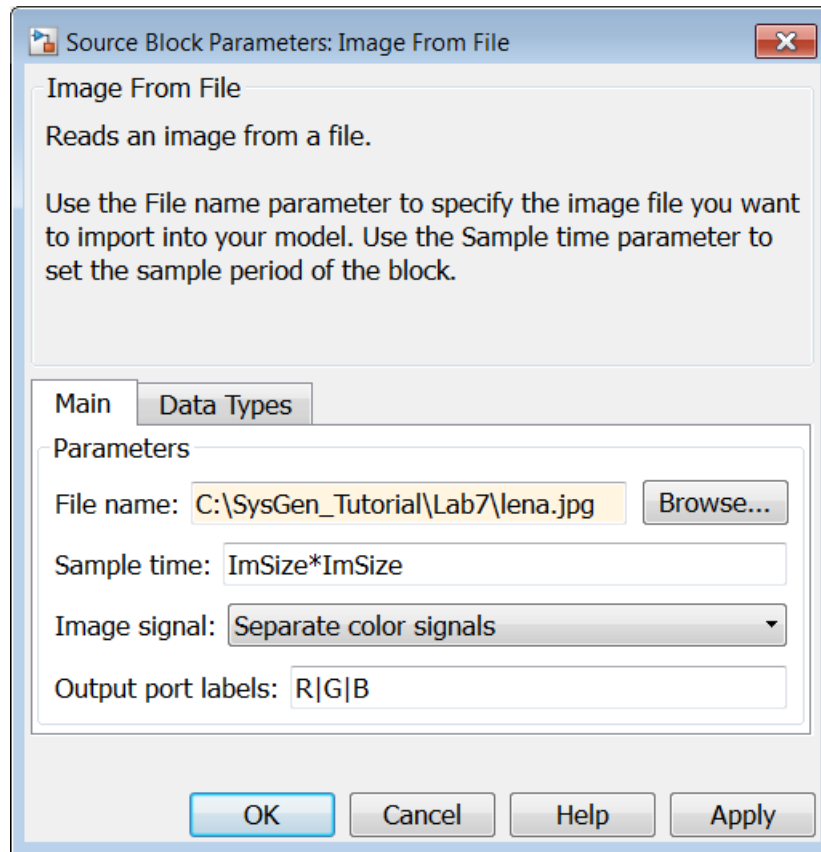 Source Block Parameters: Image From File
Image From File
Reads an image from a file.
Use the File name parameter to specify the image file you want
to import into your model. Use the Sample time parameter to
set the sample period of the block.
Main Data Types
Parameters
File name: C:\SysGen_Tutorial\Lab7\lena.jpg Browse...
Sample time: ImSize*ImSize
Image signal: Separate color signals
Output port labels: R|G|B
OK Cancel Help Apply